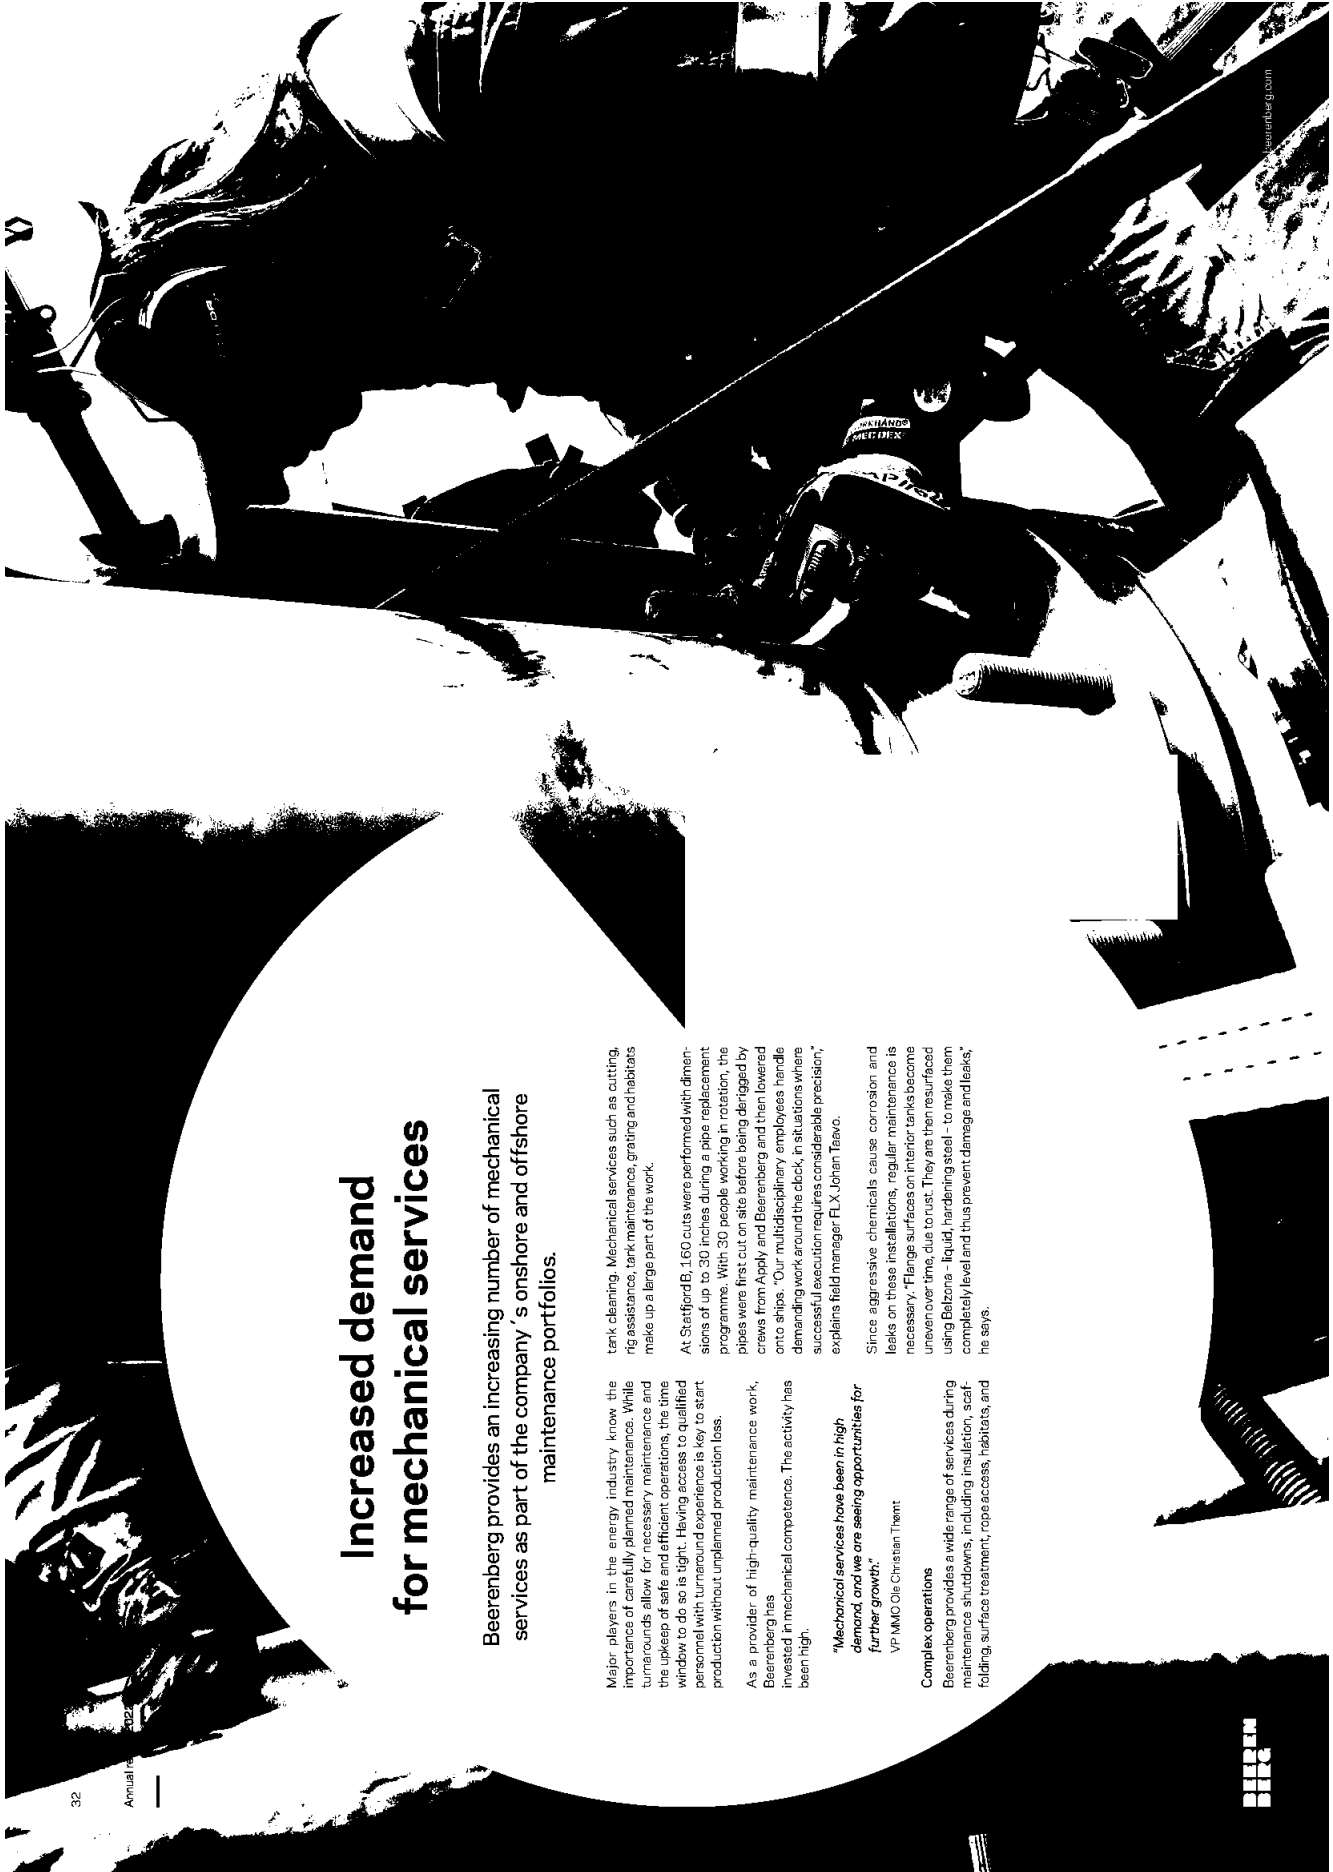 32
Annual re
2022
Increased demand
for mechanical services
Beerenberg provides an increasing number of mechanical
services as part of the company´s onshore and offshore
maintenance portfolios.
Major players in the energy industry know the
importance of carefully planned maintenance. While
turnarounds allow for necessary maintenance and
the upkeep of safe and efficient operations, the time
window to do so is tight. Having access to qualified
personnel with turnaround experience is key to start
production without unplanned production loss.
As a provider of high-quality maintenance work,
Beerenberg has
invested in mechanical competence. The activity has
been high.
"Mechanical services have been in high
demand, and we are seeing opportunities for
further growth."
VP MMO Ole Christian Thømt
Complex operations
Beerenberg provides a wide range of services during
maintenance shutdowns, including insulation, scaf-
folding, surface treatment, rope access, habitats, and
tank cleaning. Mechanical services such as cutting,
rig assistance, tank maintenance, grating and habitats
make up a large part of the work.
At Statfjord B, 160 cuts were performed with dimen-
sions of up to 30 inches during a pipe replacement
programme. With 30 people working in rotation, the
pipes were first cut on site before being derigged by
crews from Apply and Beerenberg and then lowered
onto ships. "Our multidisciplinary employees handle
demanding work around the clock, in situations where
successful execution requires considerable precision,"
explains field manager FLX Johan Taavo.
Since aggressive chemicals cause corrosion and
leaks on these installations, regular maintenance is
necessary. "Flange surfaces on interior tanks become
uneven over time, due to rust. They are then resurfaced
using Belzona – liquid, hardening steel – to make them
completely level and thus prevent damage and leaks,"
he says.
BEEREN
BERG
beerenberg.com
MEC DEX